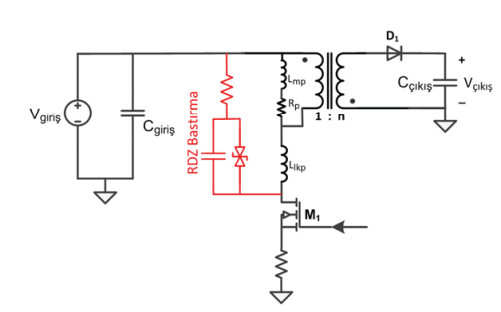 D1
+
Lmp
Vgiriş
+
−
Cgiriş
RDZ Bastırma
Rp
1 : n
Cçıkış
Vçıkış
−
Llkp
M1